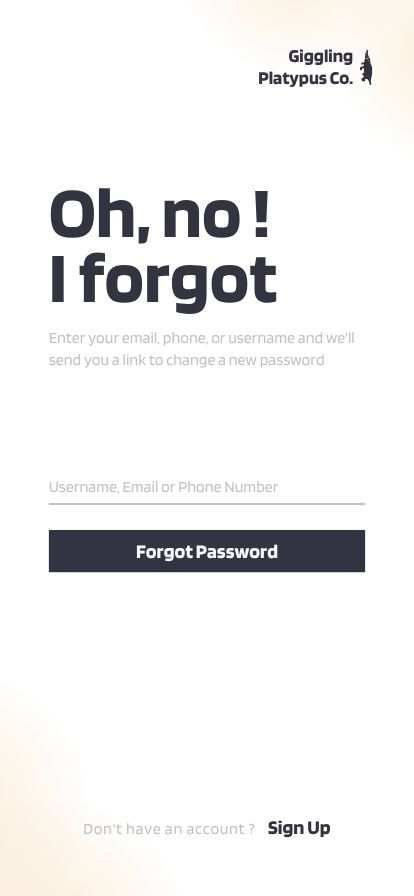 Giggling
Platypus Co.
Oh, no !
I forgot
Enter your email, phone, or username and we'll
send you a link to change a new password
Username, Email or Phone Number
Forgot Password
Don't have an account ? Sign Up